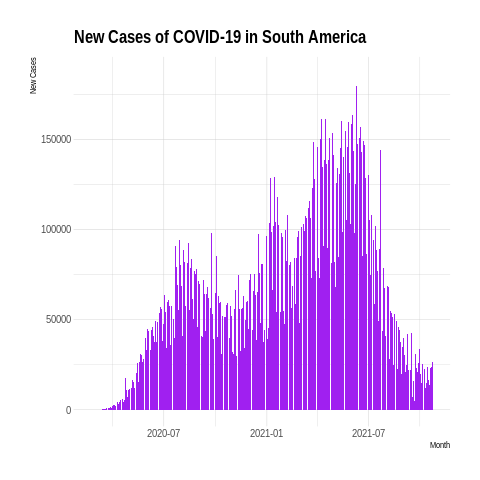 New Cases of COVID-19 in South America
New Cases
150000
100000
50000
0
2020-07 2021-01 2021-07
Month